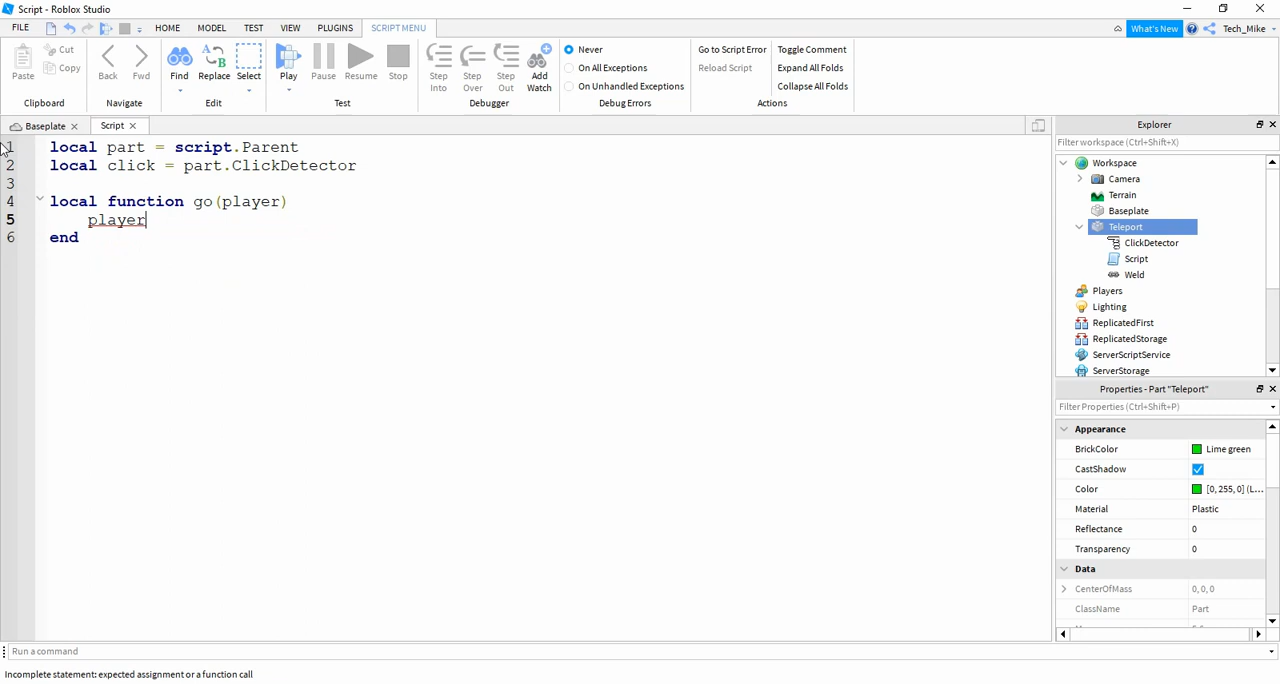 Script - Roblox Studio
FILE HOME MODEL TEST VIEW PLUGINS SCRIPT MENU What's New Tech_Mike
Paste Cut Copy Back Fwd Find Replace Select Play Pause Resume Stop Step Into Step Over Step Out Add Watch
Never
On All Exceptions
On Unhandled Exceptions
Go to Script Error Toggle Comment
Reload Script Expand All Folds
Collapse All Folds
Clipboard Navigate Edit Test Debugger Debug Errors Actions
Baseplate Script
1 local part = script.Parent
2 local click = part.ClickDetector
3
4 local function go(player)
5 player
6 end
Explorer
Filter workspace (Ctrl+Shift+X)
Workspace
Camera
Terrain
Baseplate
Teleport
ClickDetector
Script
Weld
Players
Lighting
ReplicatedFirst
ReplicatedStorage
ServerScriptService
ServerStorage
Properties - Part "Teleport"
Filter Properties (Ctrl+Shift+P)
Appearance
BrickColor Lime green
CastShadow
Color [0, 255, 0] (L...
Material Plastic
Reflectance 0
Transparency 0
Data
CenterOfMass 0, 0, 0
ClassName Part
Run a command
Incomplete statement: expected assignment or a function call